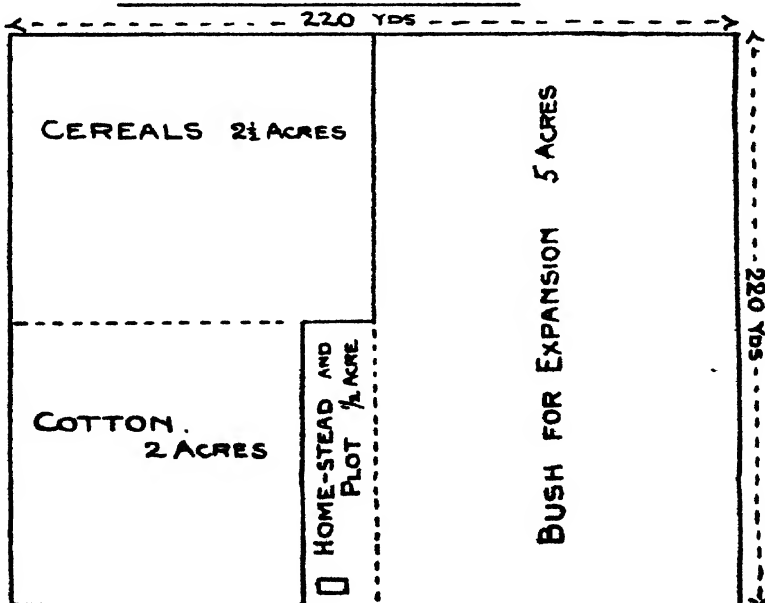 220 YDS
CEREALS 2½ ACRES
BUSH FOR EXPANSION 5 ACRES
220 YDS
COTTON.
2 ACRES
HOME-STEAD AND
PLOT ½ ACRE